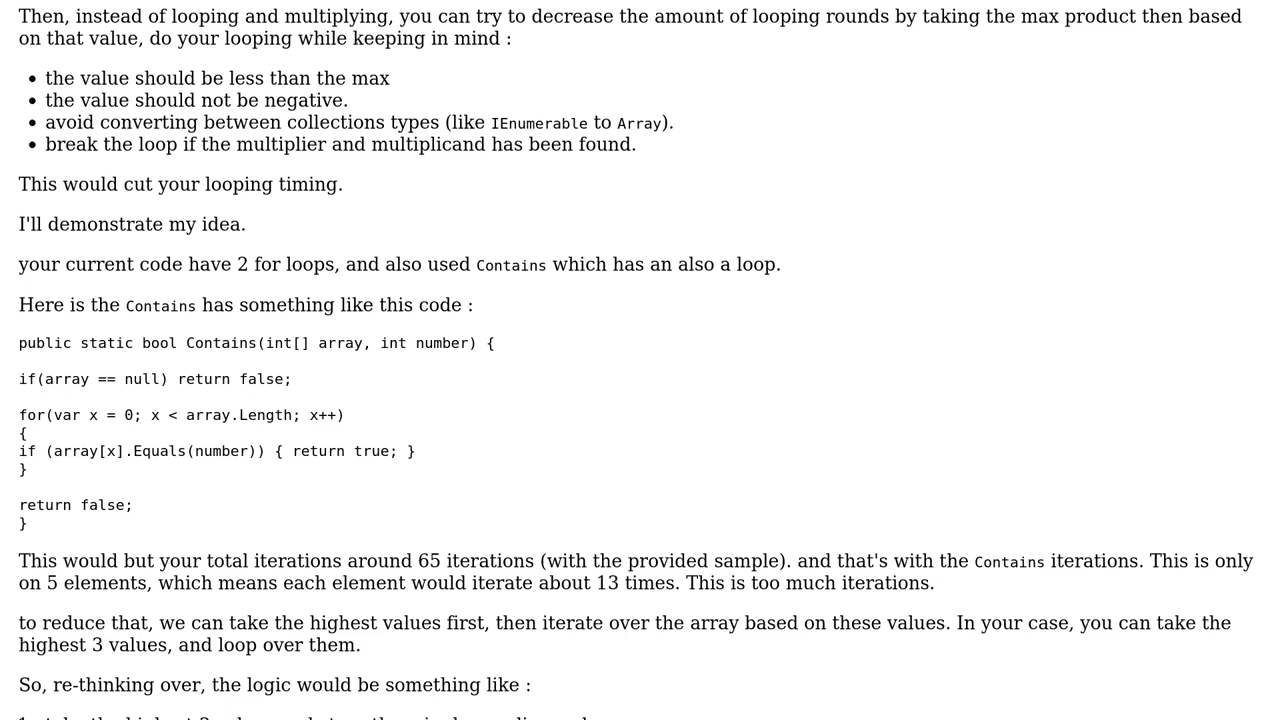 Then, instead of looping and multiplying, you can try to decrease the amount of looping rounds by taking the max product then based
on that value, do your looping while keeping in mind :
• the value should be less than the max
• the value should not be negative.
• avoid converting between collections types (like IEnumerable to Array).
• break the loop if the multiplier and multiplicand has been found.
This would cut your looping timing.
I'll demonstrate my idea.
your current code have 2 for loops, and also used Contains which has an also a loop.
Here is the Contains has something like this code :
public static bool Contains(int[] array, int number) {
if(array == null) return false;
for(var x = 0; x < array.Length; x++)
{
if (array[x].Equals(number)) { return true; }
}
return false;
}
This would but your total iterations around 65 iterations (with the provided sample). and that's with the Contains iterations. This is only
on 5 elements, which means each element would iterate about 13 times. This is too much iterations.
to reduce that, we can take the highest values first, then iterate over the array based on these values. In your case, you can take the
highest 3 values, and loop over them.
So, re-thinking over, the logic would be something like :